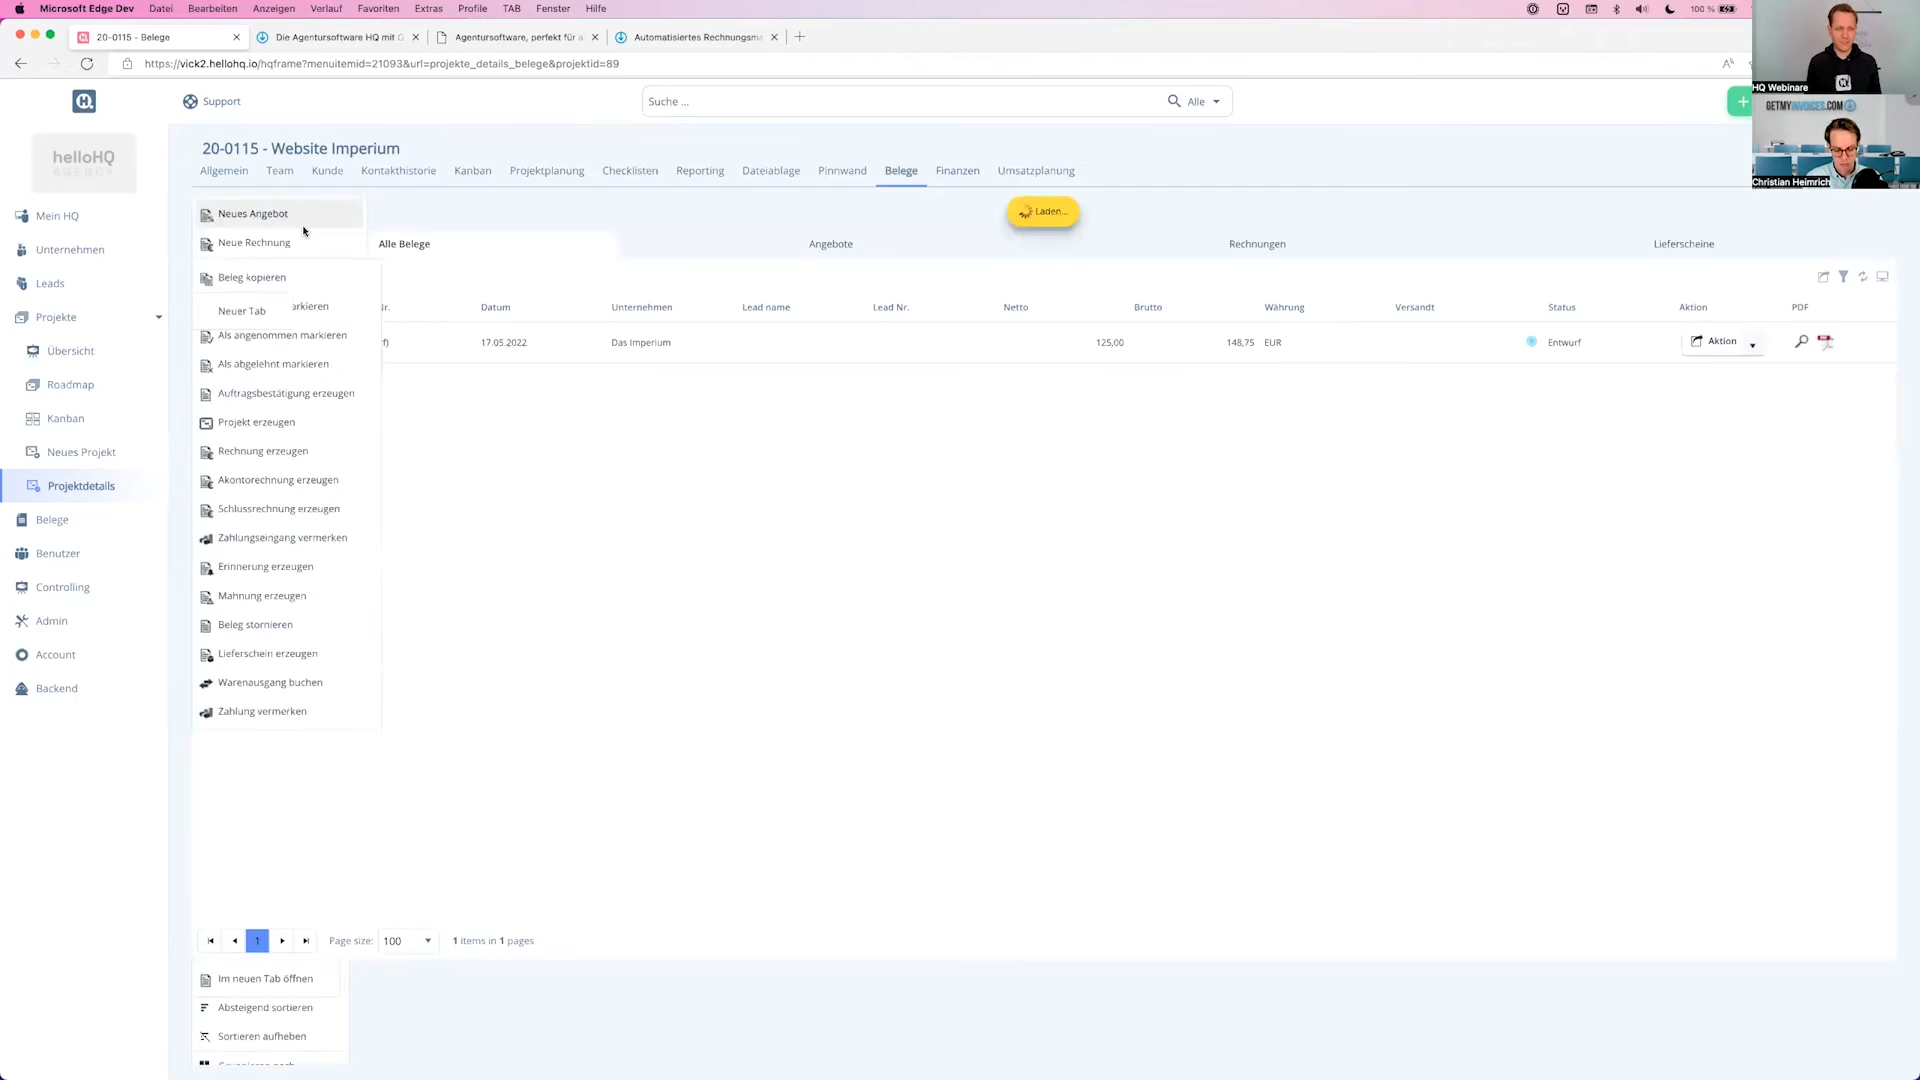 Microsoft Edge Dev Datei Bearbeiten Anzeigen Verlauf Favoriten Extras Profile TAB Fenster Hilfe 100 %
20-0115 - Belege
Die Agentursoftware HQ mit G
Agentursoftware, perfekt für a
Automatisiertes Rechnungsma
https://vick2.hellohq.io/hqframe?menuitemid=21093&url=projekte_details_belege&projektid=89
HQ Webinare
GETMYINVOICES.COM
Christian Heimrich
Support
Suche ...
Alle
helloHQ
AGENCY
Mein HQ
Unternehmen
Leads
Projekte
Übersicht
Roadmap
Kanban
Neues Projekt
Projektdetails
Belege
Benutzer
Controlling
Admin
Account
Backend
20-0115 - Website Imperium
Allgemein Team Kunde Kontakthistorie Kanban Projektplanung Checklisten Reporting Dateiablage Pinnwand Belege Finanzen Umsatzplanung
Laden...
Neues Angebot
Neue Rechnung
Beleg kopieren
Neuer Tab
arkieren
Als angenommen markieren
Als abgelehnt markieren
Auftragsbestätigung erzeugen
Projekt erzeugen
Rechnung erzeugen
Akontorechnung erzeugen
Schlussrechnung erzeugen
Zahlungseingang vermerken
Erinnerung erzeugen
Mahnung erzeugen
Beleg stornieren
Lieferschein erzeugen
Warenausgang buchen
Zahlung vermerken
Alle Belege Angebote Rechnungen Lieferscheine
Nr. Datum Unternehmen Lead name Lead Nr. Netto Brutto Währung Versandt Status Aktion PDF
f) 17.05.2022 Das Imperium 125,00 148,75 EUR Entwurf Aktion
1 Page size: 100 1 items in 1 pages
Im neuen Tab öffnen
Absteigend sortieren
Sortieren aufheben